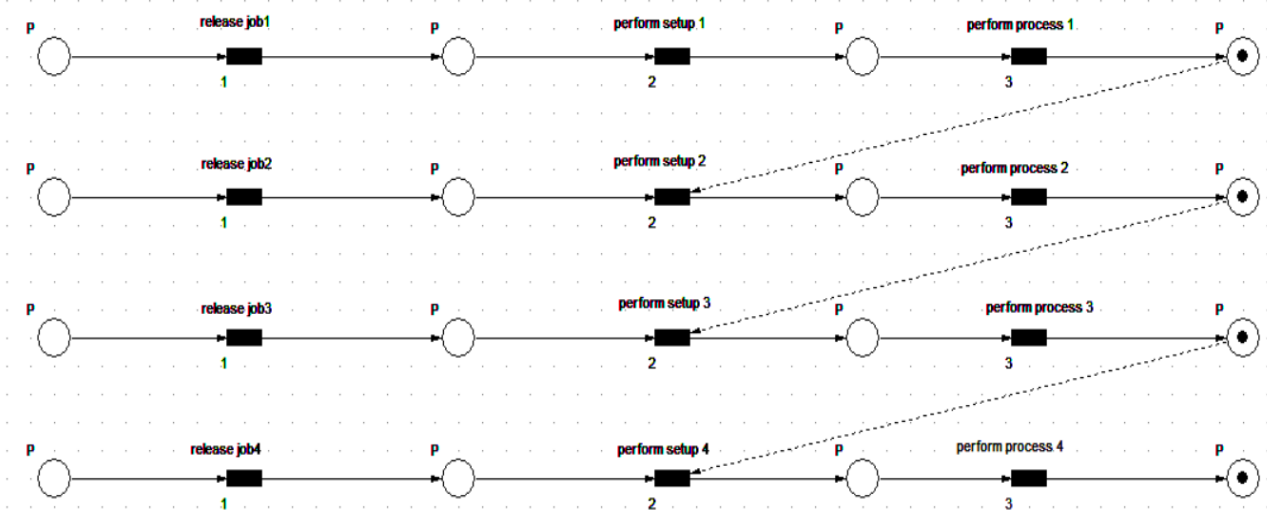 P release job1 P perform setup 1 P perform process 1 P
1 2 3
P release job2 P perform setup 2 P perform process 2 P
1 2 3
P release job3 P perform setup 3 P perform process 3 P
1 2 3
P release job4 P perform setup 4 P perform process 4 P
1 2 3